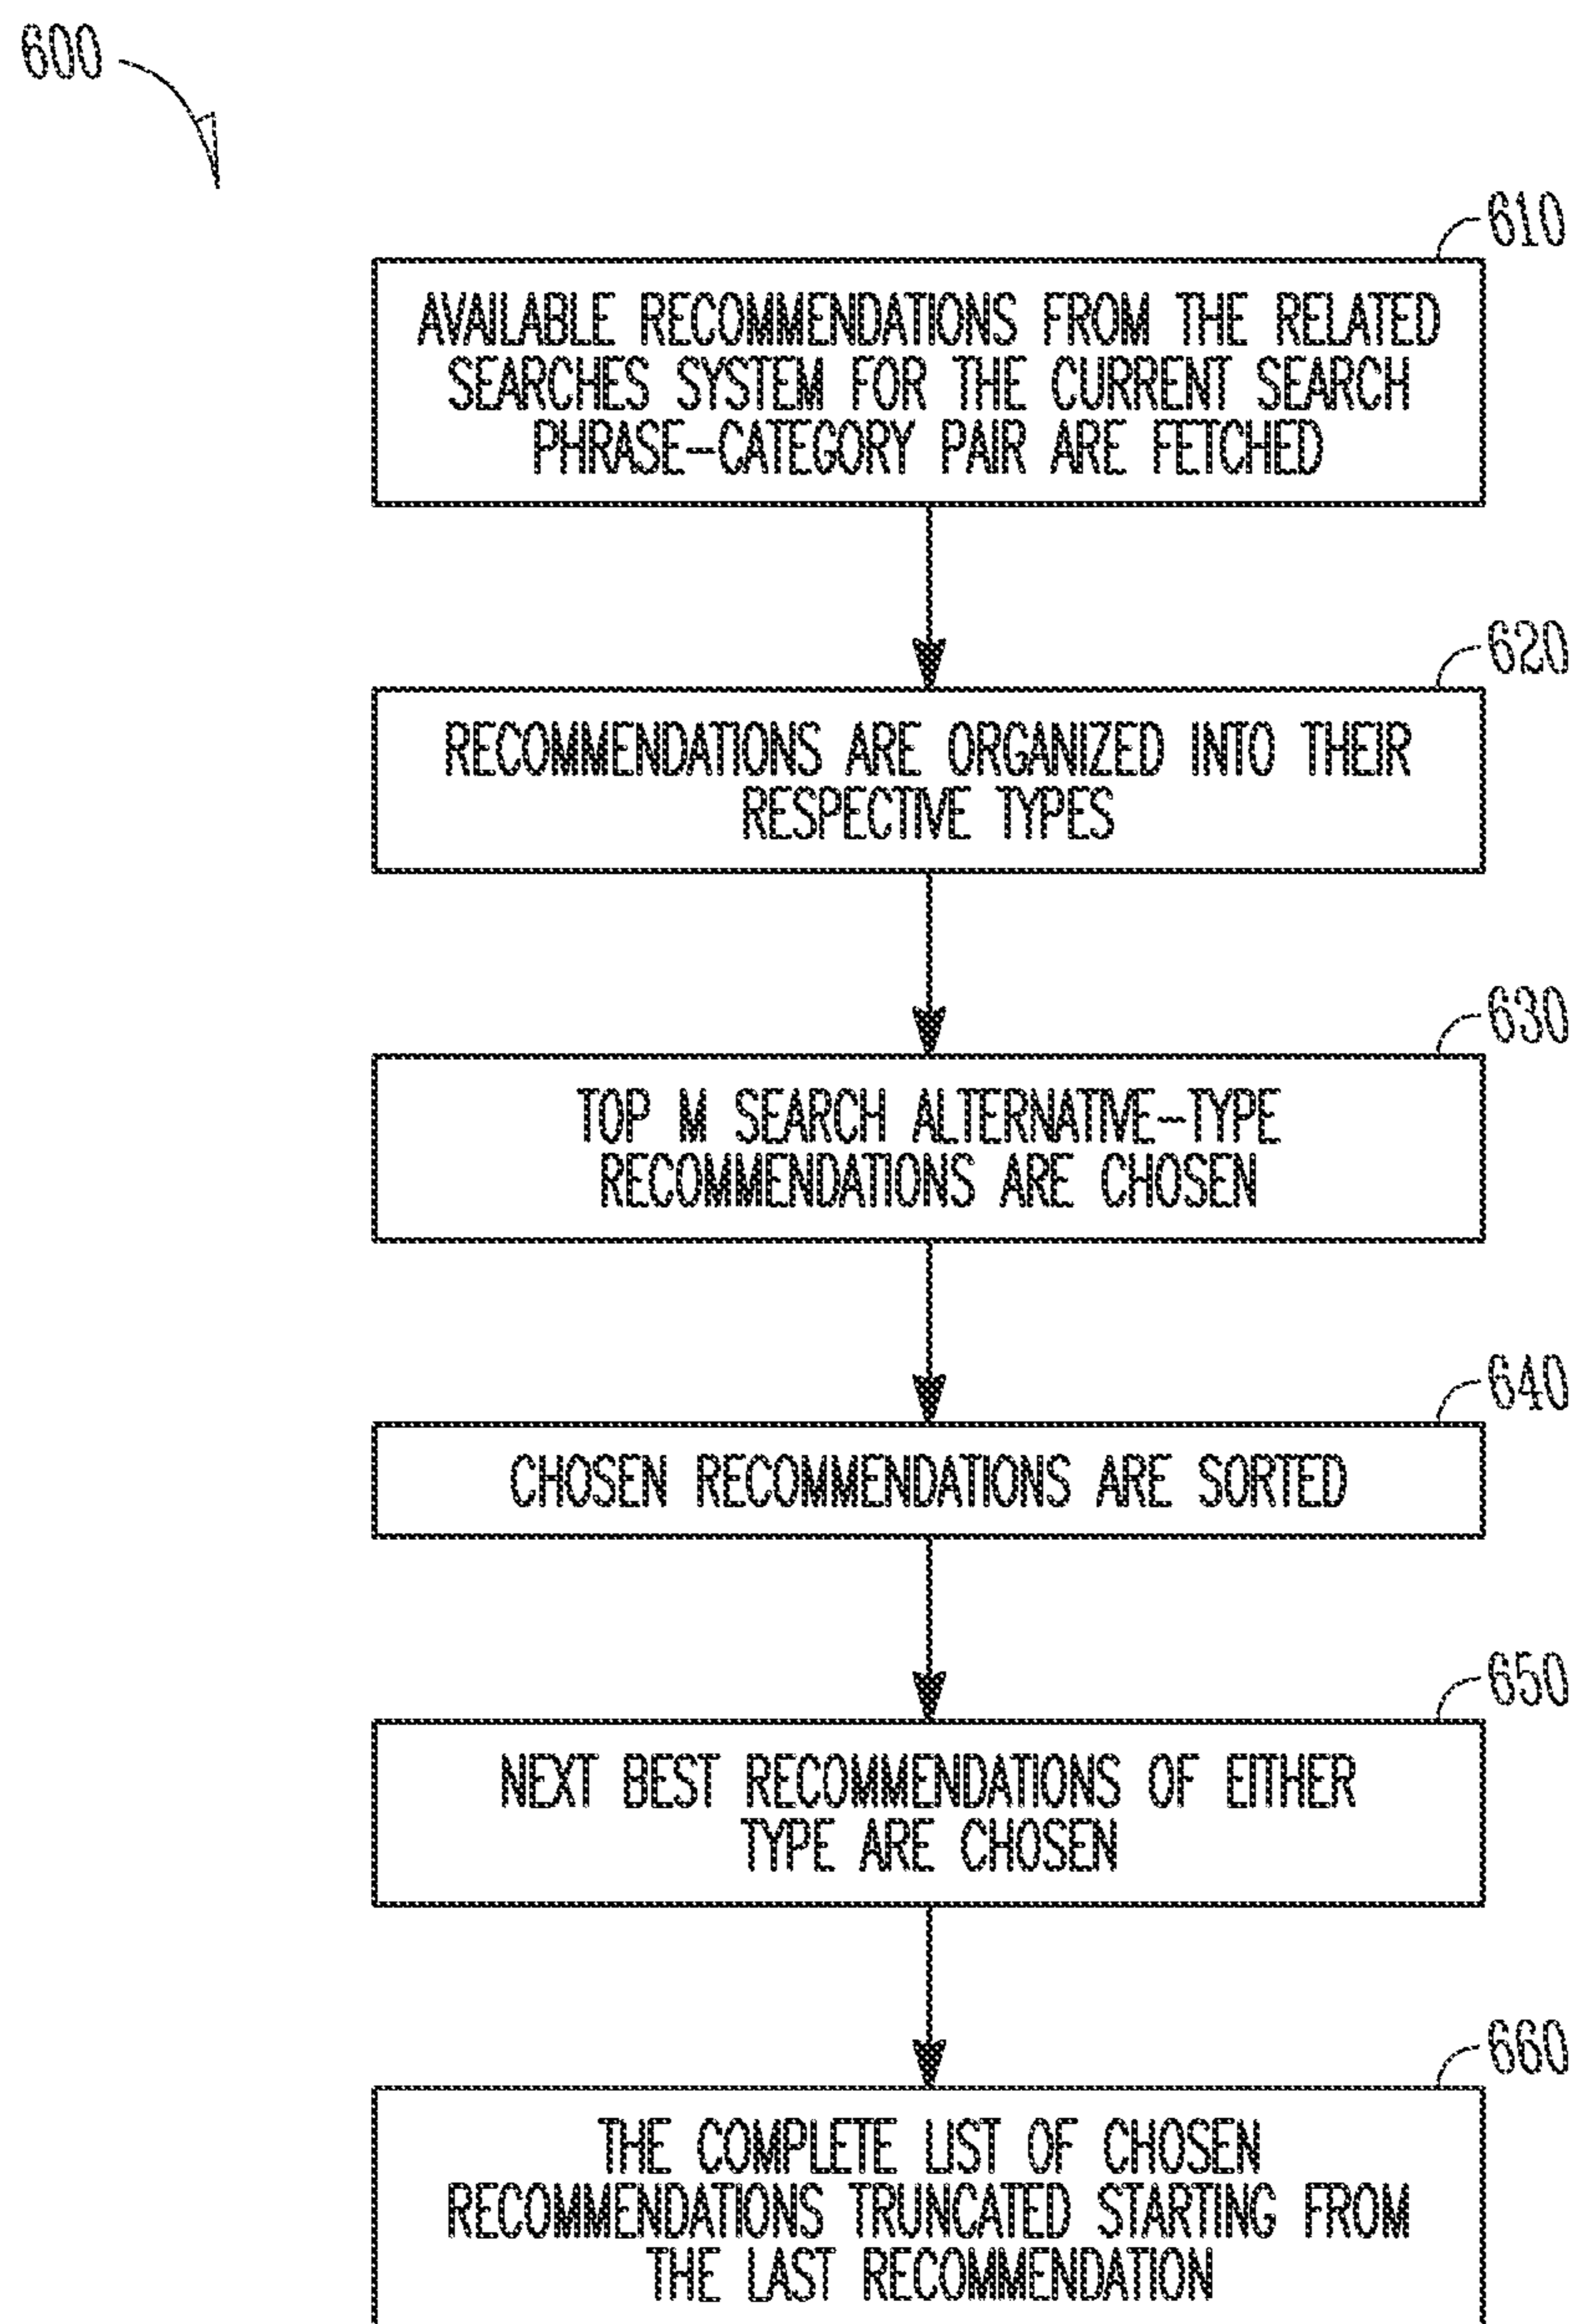 600
610
AVAILABLE RECOMMENDATIONS FROM THE RELATED
SEARCHES SYSTEM FOR THE CURRENT SEARCH
PHRASE-CATEGORY PAIR ARE FETCHED
620
RECOMMENDATIONS ARE ORGANIZED INTO THEIR
RESPECTIVE TYPES
630
TOP M SEARCH ALTERNATIVE-TYPE
RECOMMENDATIONS ARE CHOSEN
640
CHOSEN RECOMMENDATIONS ARE SORTED
650
NEXT BEST RECOMMENDATIONS OF EITHER
TYPE ARE CHOSEN
660
THE COMPLETE LIST OF CHOSEN
RECOMMENDATIONS TRUNCATED STARTING FROM
THE LAST RECOMMENDATION